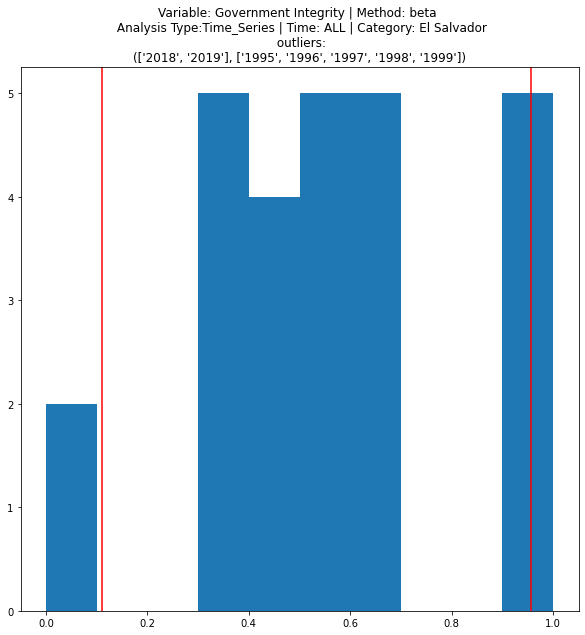 Variable: Government Integrity | Method: beta
Analysis Type:Time_Series | Time: ALL | Category: El Salvador
outliers:
(['2018', '2019'], ['1995', '1996', '1997', '1998', '1999'])
5
4
3
2
1
0
0.0 0.2 0.4 0.6 0.8 1.0